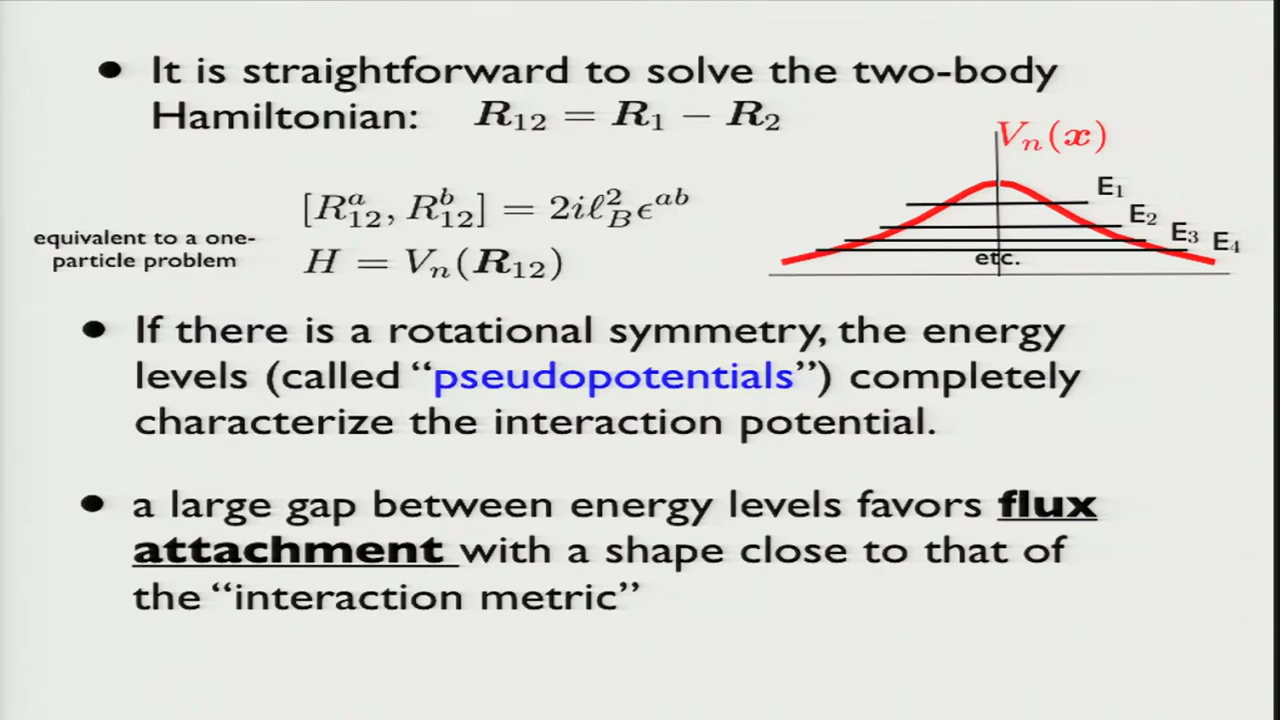 • It is straightforward to solve the two-body
Hamiltonian: R₁₂ = R₁ − R₂
Vₙ(x)
[Rᵃ₁₂, Rᵇ₁₂] = 2iℓ²_B ϵᵃᵇ
equivalent to a one-
particle problem
H = Vₙ(R₁₂)
E₁
E₂
E₃ E₄
etc.
• If there is a rotational symmetry, the energy
levels (called “pseudopotentials”) completely
characterize the interaction potential.
• a large gap between energy levels favors flux
attachment with a shape close to that of
the “interaction metric”